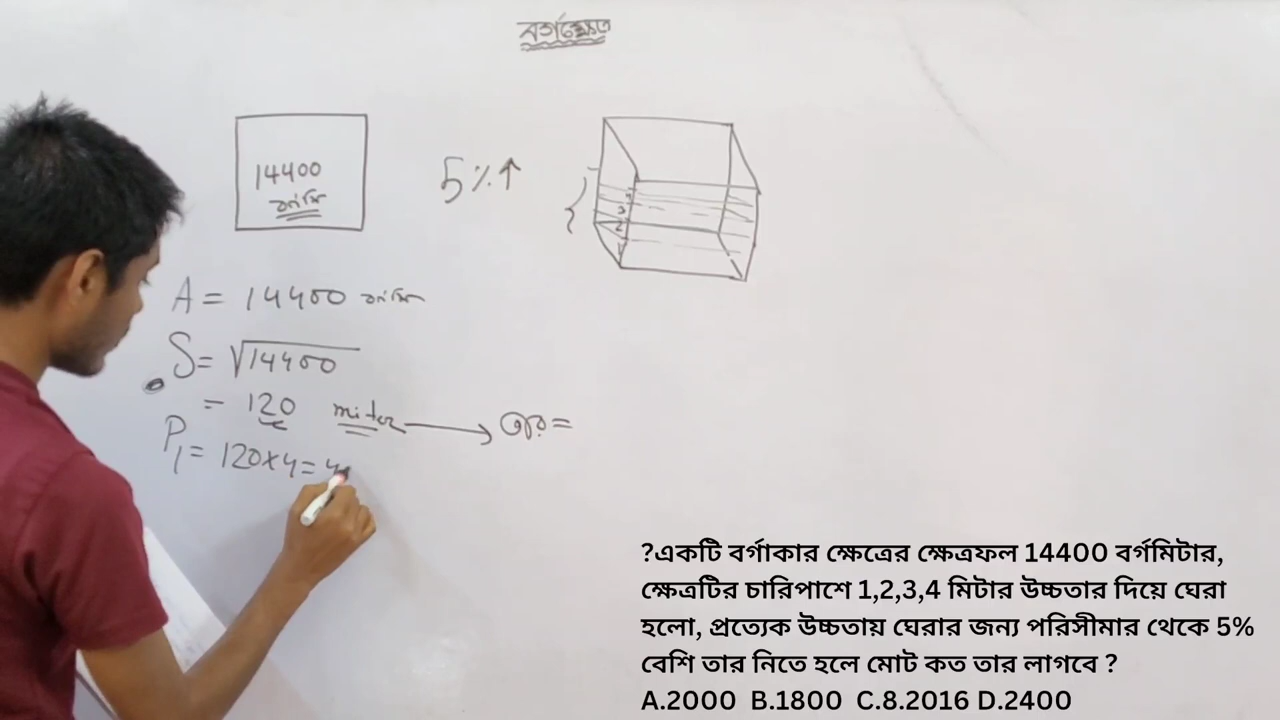 বর্গক্ষেত্র
14400
বর্গমি
5%↑
4
3
2
1
A = 14400 বর্গমি
S = √14400
= 120 miter → তার =
P₁ = 120×4 = 4
?একটি বর্গাকার ক্ষেত্রের ক্ষেত্রফল 14400 বর্গমিটার,
ক্ষেত্রটির চারিপাশে 1,2,3,4 মিটার উচ্চতার দিয়ে ঘেরা
হলো, প্রত্যেক উচ্চতায় ঘেরার জন্য পরিসীমার থেকে 5%
বেশি তার নিতে হলে মোট কত তার লাগবে ?
A.2000 B.1800 C.8.2016 D.2400